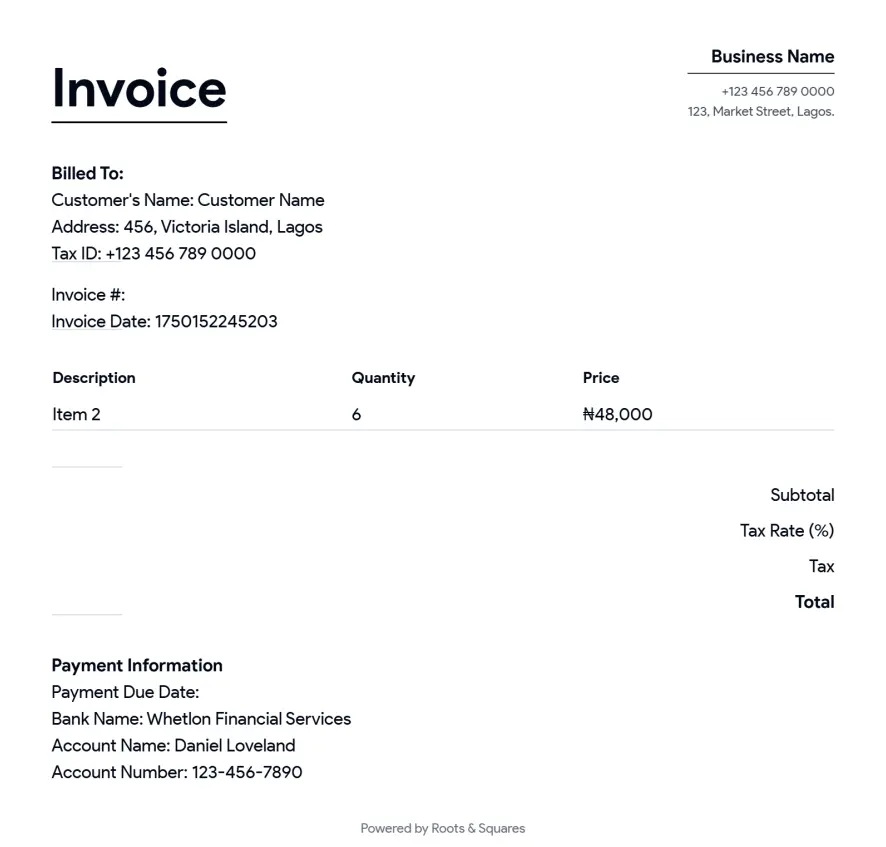 Invoice
Business Name
+123 456 789 0000
123, Market Street, Lagos.
Billed To:
Customer's Name: Customer Name
Address: 456, Victoria Island, Lagos
Tax ID: +123 456 789 0000
Invoice #:
Invoice Date: 1750152245203
Description Quantity Price
Item 2 6 ₦48,000
Subtotal
Tax Rate (%)
Tax
Total
Payment Information
Payment Due Date:
Bank Name: Whetlon Financial Services
Account Name: Daniel Loveland
Account Number: 123-456-7890
Powered by Roots & Squares